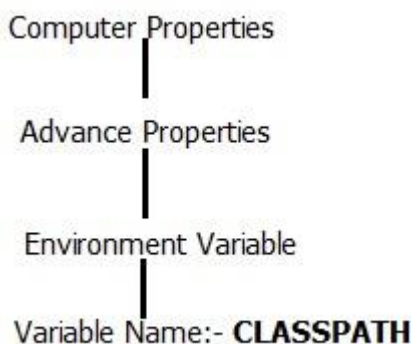 Computer Properties
Advance Properties
Environment Variable
Variable Name:- CLASSPATH